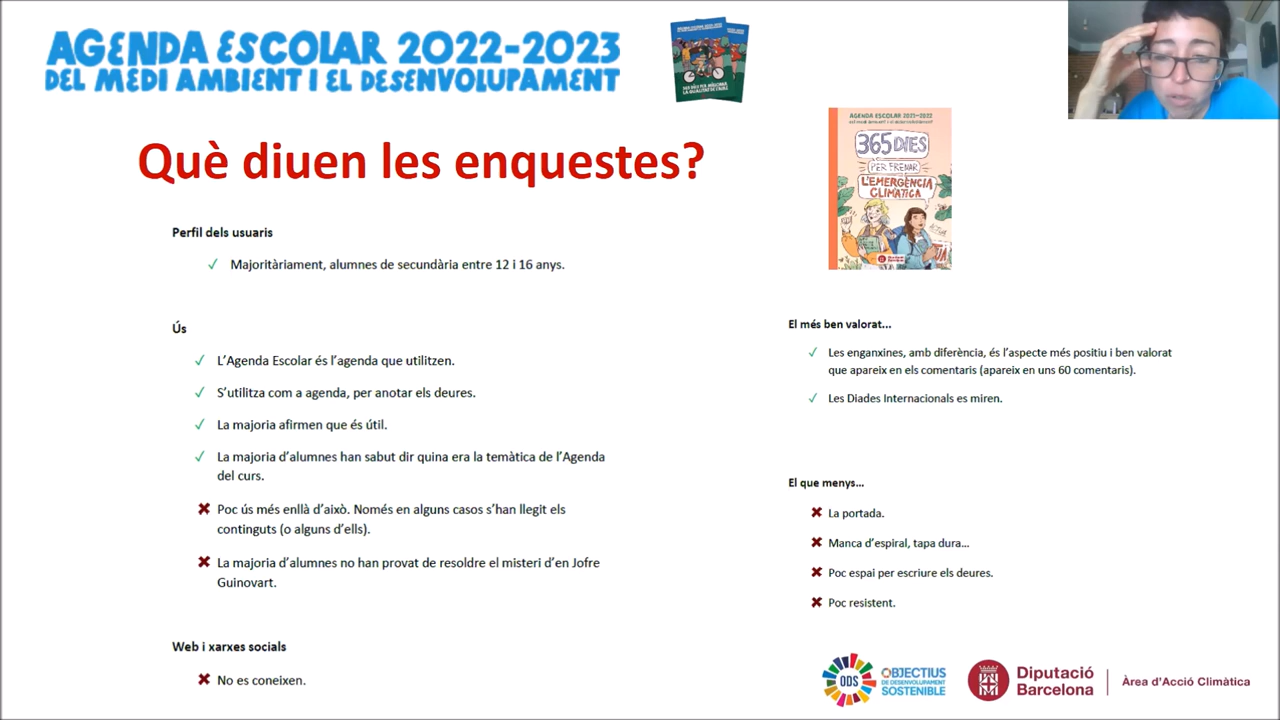 AGENDA ESCOLAR 2022-2023
DEL MEDI AMBIENT I EL DESENVOLUPAMENT
Què diuen les enquestes?
AGENDA ESCOLAR 2021-2022
365 DIES
PER FRENAR
L'EMERGÈNCIA
CLIMÀTICA
Perfil dels usuaris
✓ Majoritàriament, alumnes de secundària entre 12 i 16 anys.
Ús
✓ L'Agenda Escolar és l'agenda que utilitzen.
✓ S'utilitza com a agenda, per anotar els deures.
✓ La majoria afirmen que és útil.
✓ La majoria d'alumnes han sabut dir quina era la temàtica de l'Agenda
del curs.
✖ Poc ús més enllà d'això. Només en alguns casos s'han llegit els
continguts (o alguns d'ells).
✖ La majoria d'alumnes no han provat de resoldre el misteri d'en Jofre
Guinovart.
Web i xarxes socials
✖ No es coneixen.
El més ben valorat...
✓ Les enganxines, amb diferència, és l'aspecte més positiu i ben valorat
que apareix en els comentaris (apareix en uns 60 comentaris).
✓ Les Diades Internacionals es miren.
El que menys...
✖ La portada.
✖ Manca d'espiral, tapa dura...
✖ Poc espai per escriure els deures.
✖ Poc resistent.
ODS
OBJECTIUS
DE DESENVOLUPAMENT
SOSTENIBLE
Diputació
Barcelona
Àrea d'Acció Climàtica